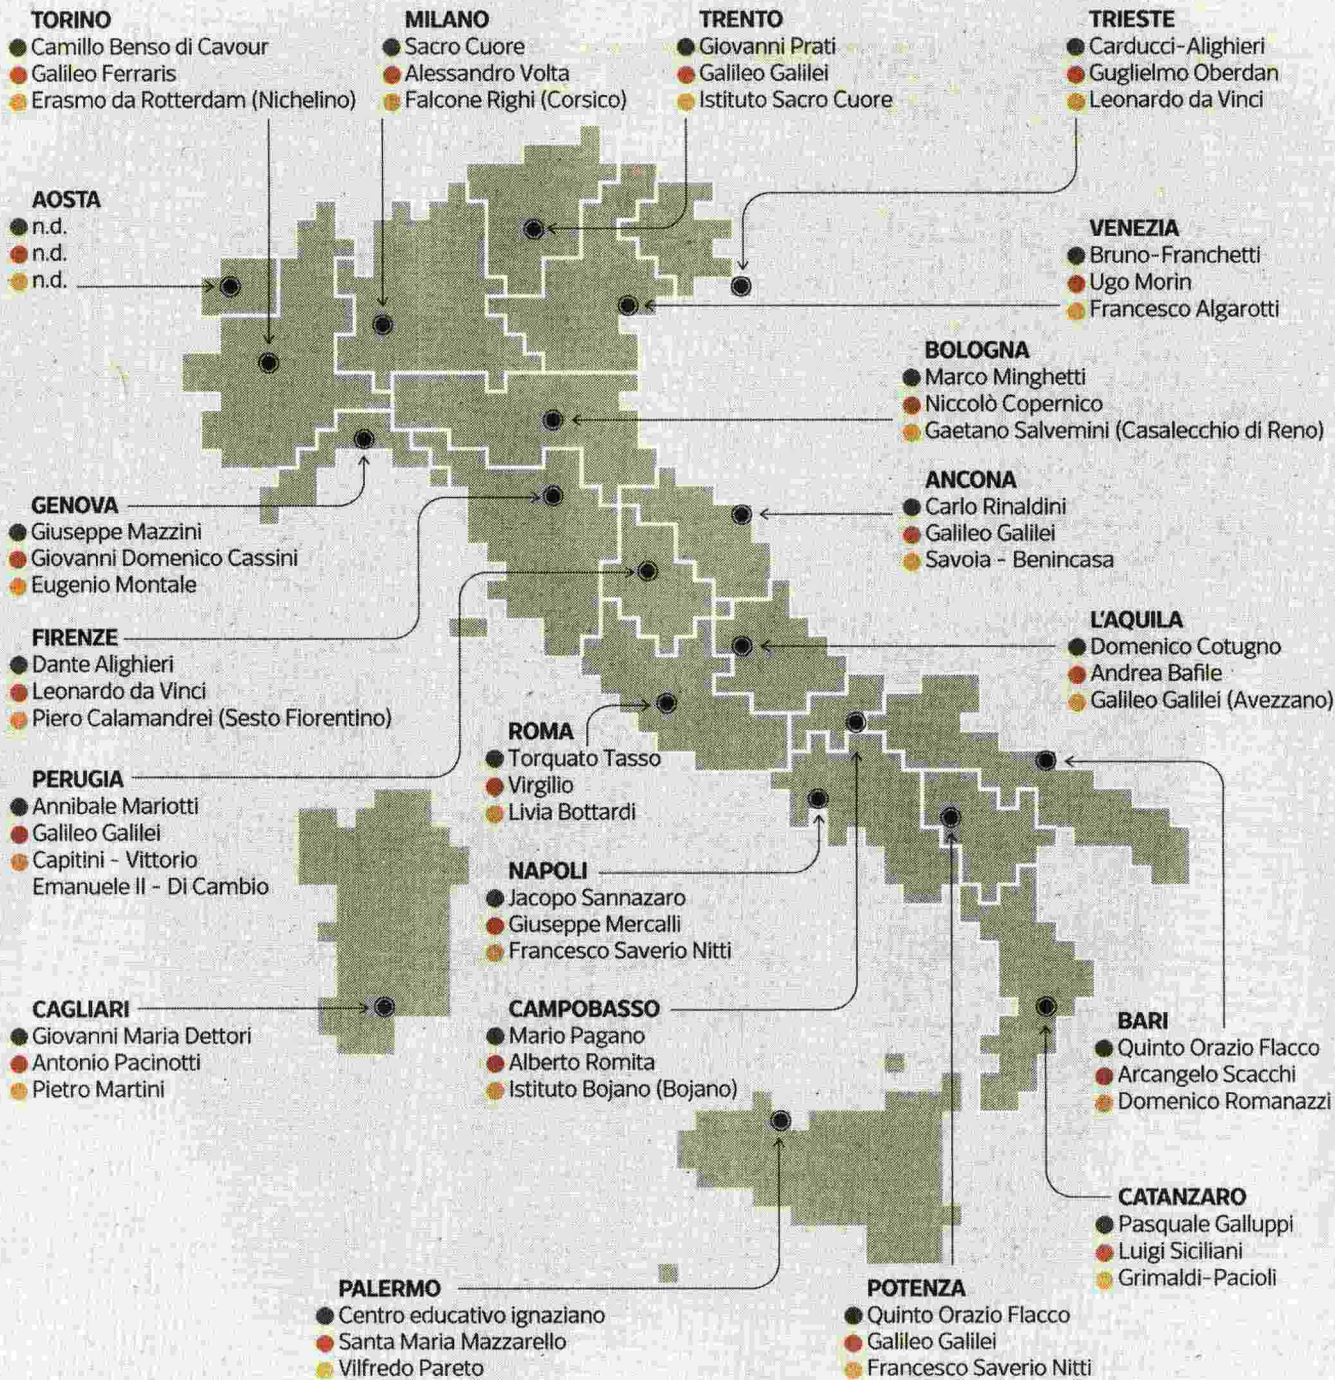 TORINO
Camillo Benso di Cavour
Galileo Ferraris
Erasmo da Rotterdam (Nichelino)
MILANO
Sacro Cuore
Alessandro Volta
Falcone Righi (Corsico)
TRENTO
Giovanni Prati
Galileo Galilei
Istituto Sacro Cuore
TRIESTE
Carducci-Alighieri
Guglielmo Oberdan
Leonardo da Vinci
AOSTA
n.d.
n.d.
n.d.
VENEZIA
Bruno-Franchetti
Ugo Morin
Francesco Algarotti
BOLOGNA
Marco Minghetti
Niccolò Copernico
Gaetano Salvemini (Casalecchio di Reno)
ANCONA
Carlo Rinaldini
Galileo Galilei
Savoia - Benincasa
GENOVA
Giuseppe Mazzini
Giovanni Domenico Cassini
Eugenio Montale
FIRENZE
Dante Alighieri
Leonardo da Vinci
Piero Calamandrei (Sesto Fiorentino)
L'AQUILA
Domenico Cotugno
Andrea Bafile
Galileo Galilei (Avezzano)
ROMA
Torquato Tasso
Virgilio
Livia Bottardi
PERUGIA
Annibale Mariotti
Galileo Galilei
Capitini - Vittorio
Emanuele II - Di Cambio
NAPOLI
Jacopo Sannazaro
Giuseppe Mercalli
Francesco Saverio Nitti
CAGLIARI
Giovanni Maria Dettori
Antonio Pacinotti
Pietro Martini
CAMPOBASSO
Mario Pagano
Alberto Romita
Istituto Bojano (Bojano)
BARI
Quinto Orazio Flacco
Arcangelo Scacchi
Domenico Romanazzi
CATANZARO
Pasquale Galluppi
Luigi Siciliani
Grimaldi-Pacioli
PALERMO
Centro educativo ignaziano
Santa Maria Mazzarello
Vilfredo Pareto
POTENZA
Quinto Orazio Flacco
Galileo Galilei
Francesco Saverio Nitti